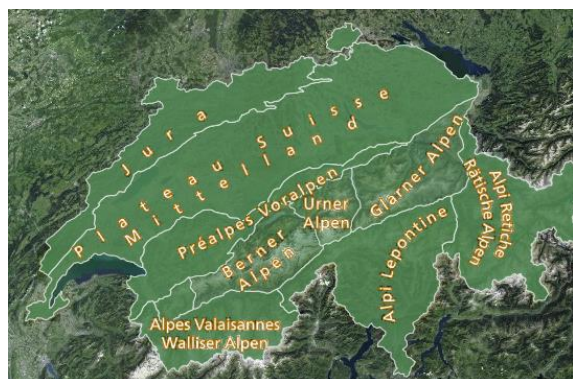 Jura
Plateau Suisse
Mittelland
Préalpes Voralpen
Urner
Alpen
Glarner Alpen
Berner
Alpen
Alpi Retiche
Rätische Alpen
Alpi Lepontine
Alpes Valaisannes
Walliser Alpen